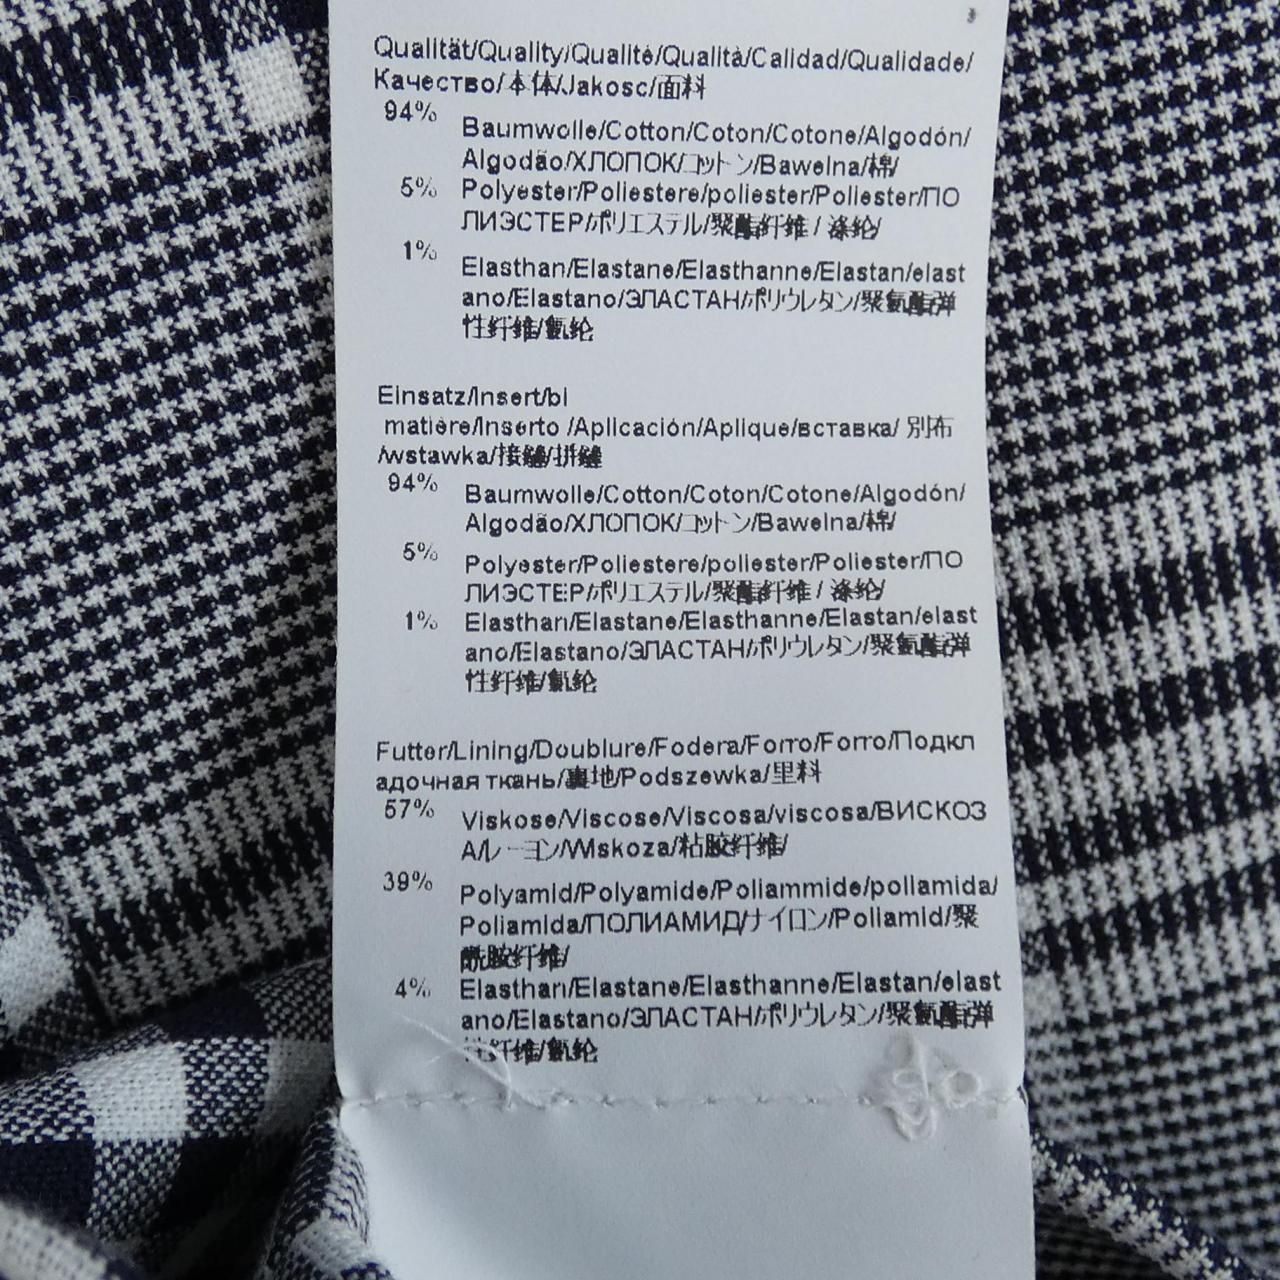 Qualität/Quality/Qualité/Qualità/Calidad/Qualidade/
Качество/本体/Jakosc/面料
94%
Baumwolle/Cotton/Coton/Cotone/Algodón/
Algodão/ХЛОПОК/コットン/Bawelna/棉/
5%
Polyester/Poliestere/poliester/Poliester/ПО
ЛИЭСТЕР/ポリエステル/聚酯纤维 / 涤纶/
1%
Elasthan/Elastane/Elasthanne/Elastan/elast
ano/Elastano/ЭЛАСТАН/ポリウレタン/聚氨酯弹
性纤维/氨纶
Einsatz/Insert/bi
matière/Inserto /Aplicación/Aplique/вставка/ 別布
/wstawka/接縫/拼縫
94%
Baumwolle/Cotton/Coton/Cotone/Algodón/
Algodão/ХЛОПОК/コットン/Bawelna/棉/
5%
Polyester/Poliestere/poliester/Poliester/ПО
ЛИЭСТЕР/ポリエステル/聚酯纤维 / 涤纶/
1%
Elasthan/Elastane/Elasthanne/Elastan/elast
ano/Elastano/ЭЛАСТАН/ポリウレタン/聚氨酯弹
性纤维/氨纶
Futter/Lining/Doublure/Fodera/Forro/Forro/Подкл
адочная ткань/裏地/Podszewka/里料
57%
Viskose/Viscose/Viscosa/viscosa/ВИСКОЗ
А/レーヨン/Wiskoza/粘胶纤维/
39%
Polyamid/Polyamide/Poliammide/poliamida/
Poliamida/ПОЛИАМИД/ナイロン/Poliamid/聚
酰胺纤维/
4%
Elasthan/Elastane/Elasthanne/Elastan/elast
ano/Elastano/ЭЛАСТАН/ポリウレタン/聚氨酯弹
性纤维/氨纶